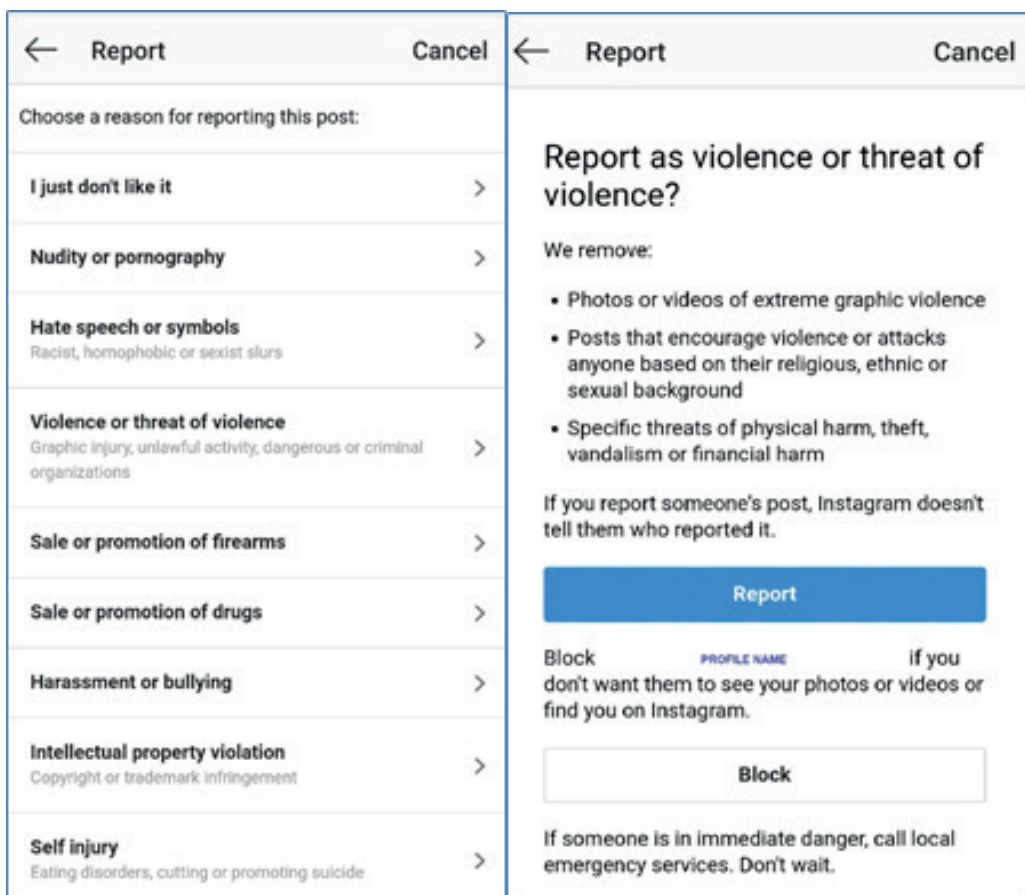 Report Cancel
Choose a reason for reporting this post:
I just don't like it
Nudity or pornography
Hate speech or symbols
Racist, homophobic or sexist slurs
Violence or threat of violence
Graphic injury, unlawful activity, dangerous or criminal
organizations
Sale or promotion of firearms
Sale or promotion of drugs
Harassment or bullying
Intellectual property violation
Copyright or trademark infringement
Self injury
Eating disorders, cutting or promoting suicide
Report Cancel
Report as violence or threat of
violence?
We remove:
• Photos or videos of extreme graphic violence
• Posts that encourage violence or attacks
anyone based on their religious, ethnic or
sexual background
• Specific threats of physical harm, theft,
vandalism or financial harm
If you report someone's post, Instagram doesn't
tell them who reported it.
Report
Block PROFILE NAME if you
don't want them to see your photos or videos or
find you on Instagram.
Block
If someone is in immediate danger, call local
emergency services. Don't wait.